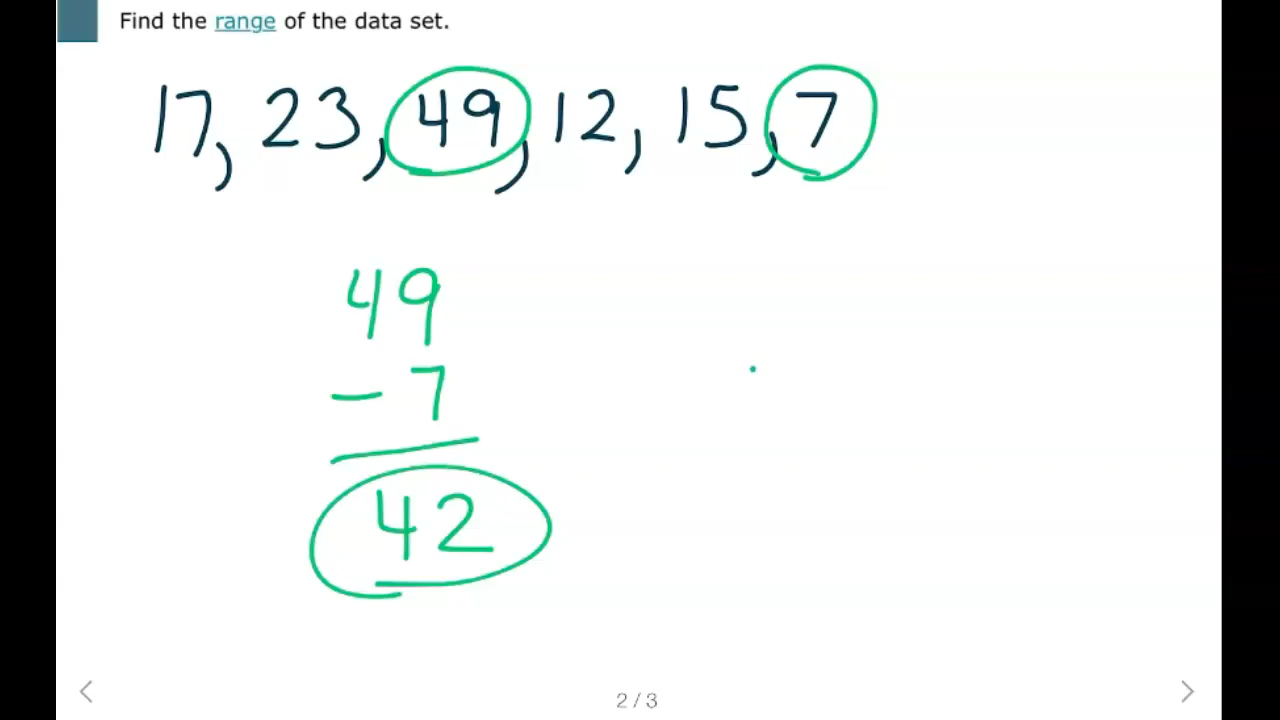 Find the range of the data set.
17, 23, 49, 12, 15, 7
49
- 7
42
2 / 3